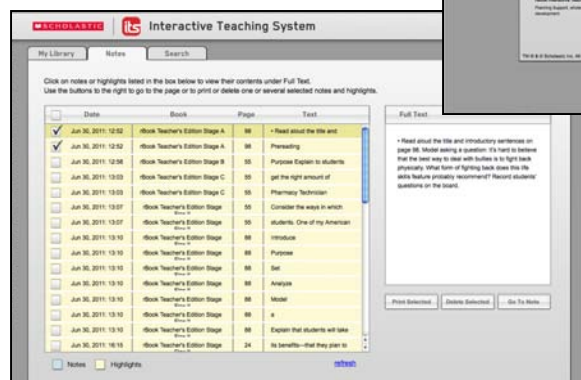 SCHOLASTIC its Interactive Teaching System
My Library Notes Search
Click on notes or highlights listed in the box below to view their contents under Full Text.
Use the buttons to the right to go to the page or to print or delete one or several selected notes and highlights.
Date Book Page Text
Jun 30, 2011: 12:52 rBook Teacher's Edition Stage A 98 • Read aloud the title and
Jun 30, 2011: 12:52 rBook Teacher's Edition Stage A 98 Prereading
Jun 30, 2011: 12:58 rBook Teacher's Edition Stage B 55 Purpose Explain to students
Jun 30, 2011: 13:03 rBook Teacher's Edition Stage C 55 get the right amount of
Jun 30, 2011: 13:03 rBook Teacher's Edition Stage C 55 Pharmacy Technician
Jun 30, 2011: 13:07 rBook Teacher's Edition Stage 55 Consider the ways in which
Jun 30, 2011: 13:07 rBook Teacher's Edition Stage 55 students. One of my American
Jun 30, 2011: 13:10 rBook Teacher's Edition Stage 88 Introduce
Jun 30, 2011: 13:10 rBook Teacher's Edition Stage 88 Purpose
Jun 30, 2011: 13:10 rBook Teacher's Edition Stage 88 Set
Jun 30, 2011: 13:10 rBook Teacher's Edition Stage 88 Analyze
Jun 30, 2011: 13:10 rBook Teacher's Edition Stage 88 Model
Jun 30, 2011: 13:10 rBook Teacher's Edition Stage 88 a
Jun 30, 2011: 13:10 rBook Teacher's Edition Stage 88 Explain that students will take
Jun 30, 2011: 16:15 rBook Teacher's Edition Stage 24 its benefits—that they plan to
Notes Highlights refresh
Full Text
• Read aloud the title and introductory sentences on
page 98. Model asking a question: It's hard to believe
that the best way to deal with bullies is to fight back
physically. What form of fighting back does this life
skills feature probably recommend? Record students'
questions on the board.
Print Selected Delete Selected Go To Note